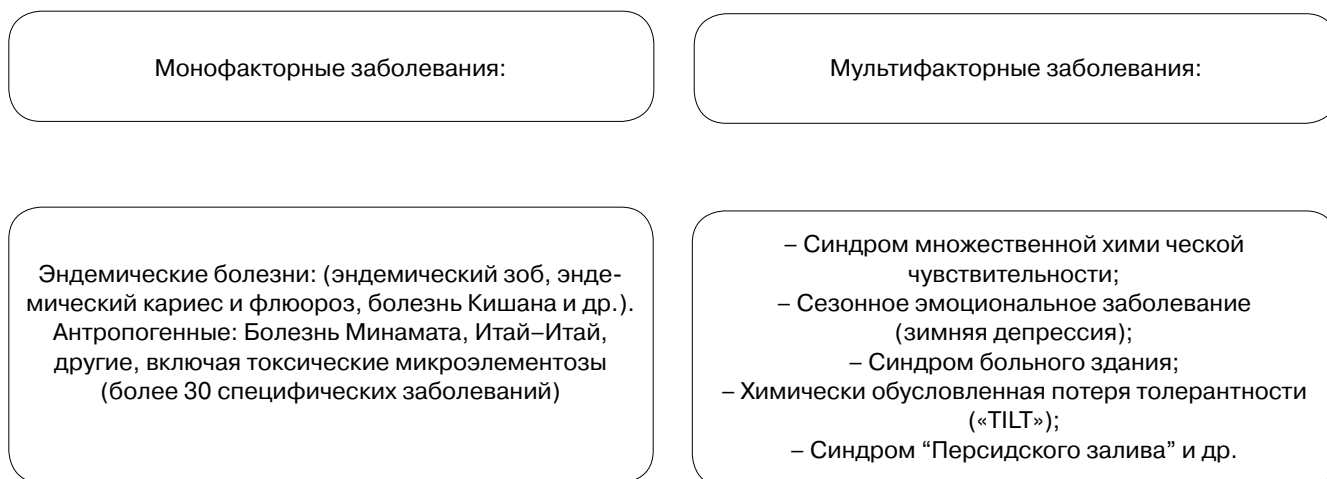 Монофакторные заболевания:
Мультифакторные заболевания:
Эндемические болезни: (эндемический зоб, энде-
мический кариес и флюороз, болезнь Кишана и др.).
Антропогенные: Болезнь Минамата, Итай–Итай,
другие, включая токсические микроэлементозы
(более 30 специфических заболеваний)
– Синдром множественной хими ческой
чувствительности;
– Сезонное эмоциональное заболевание
(зимняя депрессия);
– Синдром больного здания;
– Химически обусловленная потеря толерантности
(«TILT»);
– Синдром “Персидского залива” и др.